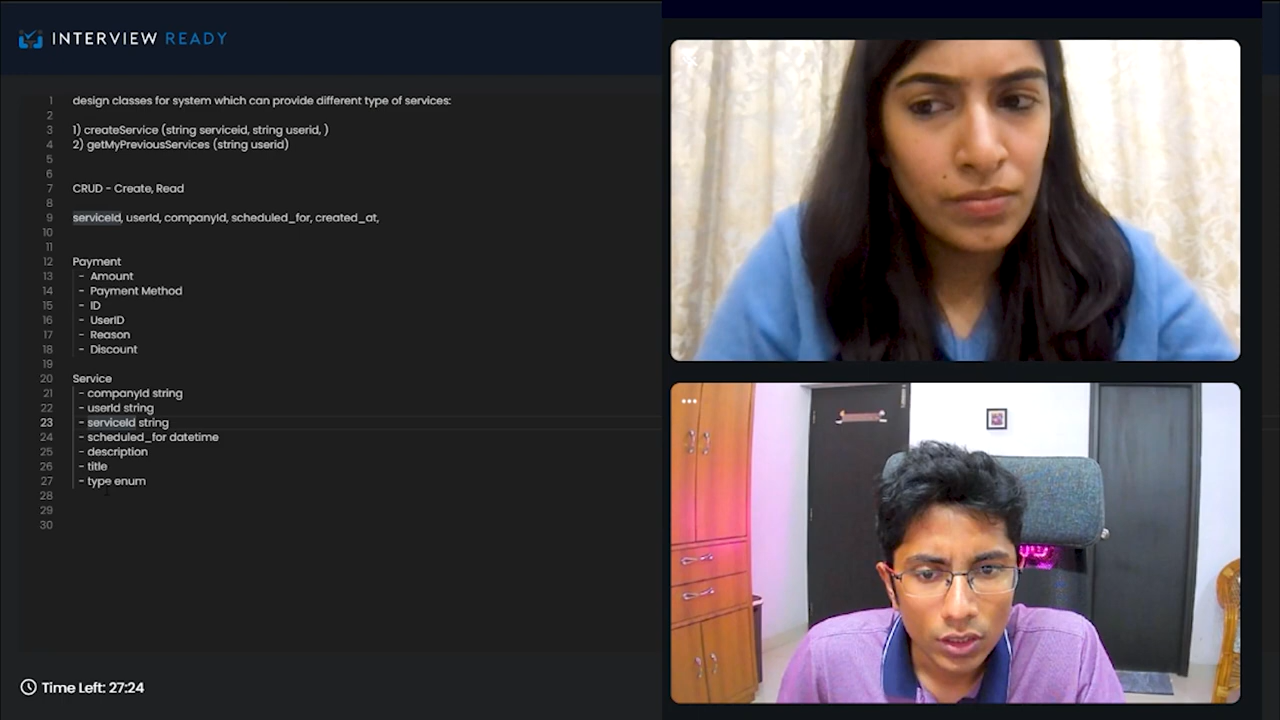 INTERVIEW READY
1 design classes for system which can provide different type of services:
2
3 1) createService (string serviceid, string userid, )
4 2) getMyPreviousServices (string userid)
5
6
7 CRUD - Create, Read
8
9 serviceId, userId, companyId, scheduled_for, created_at,
10
11
12 Payment
13 - Amount
14 - Payment Method
15 - ID
16 - UserID
17 - Reason
18 - Discount
19
20 Service
21 - companyId string
22 - userId string
23 - serviceId string
24 - scheduled_for datetime
25 - description
26 - title
27 - type enum
28
29
30
Time Left: 27:24